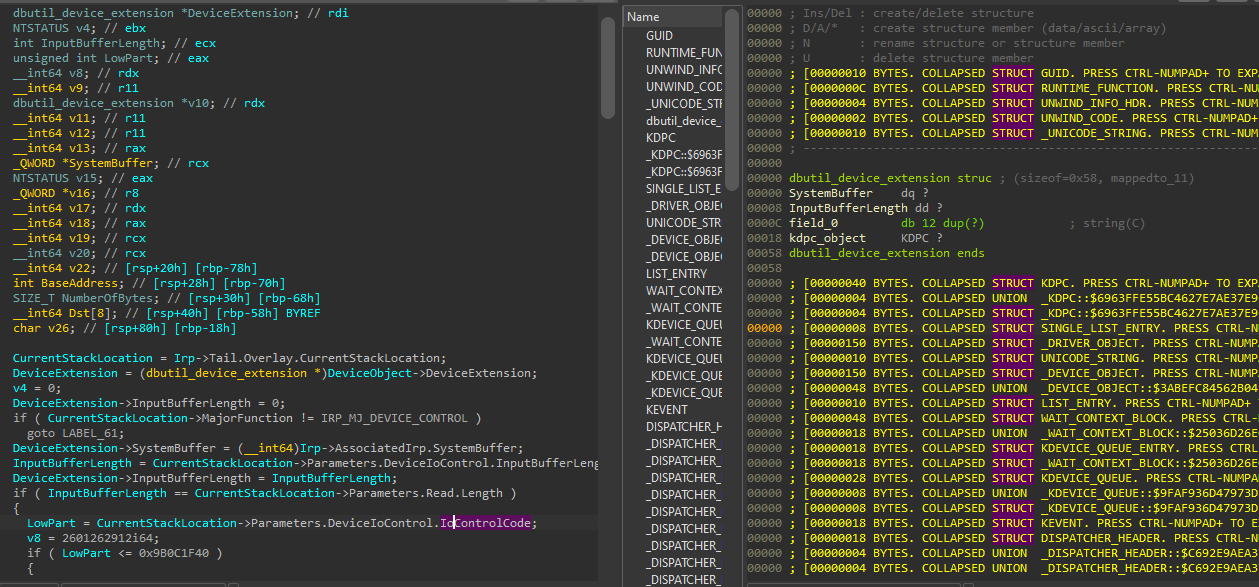 dbutil_device_extension *DeviceExtension; // rdi
NTSTATUS v4; // ebx
int InputBufferLength; // ecx
unsigned int LowPart; // eax
__int64 v8; // rdx
__int64 v9; // r11
dbutil_device_extension *v10; // rdx
__int64 v11; // r11
__int64 v12; // r11
__int64 v13; // rax
_QWORD *SystemBuffer; // rcx
NTSTATUS v15; // eax
_QWORD *v16; // r8
__int64 v17; // rdx
__int64 v18; // rax
__int64 v19; // rcx
__int64 v20; // rcx
__int64 v22; // [rsp+20h] [rbp-78h]
int BaseAddress; // [rsp+28h] [rbp-70h]
SIZE_T NumberOfBytes; // [rsp+30h] [rbp-68h]
__int64 Dst[8]; // [rsp+40h] [rbp-58h] BYREF
char v26; // [rsp+80h] [rbp-18h]
CurrentStackLocation = Irp->Tail.Overlay.CurrentStackLocation;
DeviceExtension = (dbutil_device_extension *)DeviceObject->DeviceExtension;
v4 = 0;
DeviceExtension->InputBufferLength = 0;
if ( CurrentStackLocation->MajorFunction != IRP_MJ_DEVICE_CONTROL )
goto LABEL_61;
DeviceExtension->SystemBuffer = (__int64)Irp->AssociatedIrp.SystemBuffer;
InputBufferLength = CurrentStackLocation->Parameters.DeviceIoControl.InputBufferLeng
DeviceExtension->InputBufferLength = InputBufferLength;
if ( InputBufferLength == CurrentStackLocation->Parameters.Read.Length )
{
LowPart = CurrentStackLocation->Parameters.DeviceIoControl.IoControlCode;
v8 = 2601262912i64;
if ( LowPart <= 0x9B0C1F40 )
{
Name
GUID
RUNTIME_FUN
UNWIND_INFO
UNWIND_COD
_UNICODE_STR
dbutil_device_
KDPC
_KDPC::$6963F
_KDPC::$6963F
SINGLE_LIST_E
_DRIVER_OBJEC
UNICODE_STR
_DEVICE_OBJEC
_DEVICE_OBJEC
LIST_ENTRY
WAIT_CONTEX
_WAIT_CONTE
KDEVICE_QUEU
_WAIT_CONTE
KDEVICE_QUEU
_KDEVICE_QUE
_KDEVICE_QUE
KEVENT
DISPATCHER_H
_DISPATCHER_
_DISPATCHER_
_DISPATCHER_
_DISPATCHER_
_DISPATCHER_
_DISPATCHER_
_DISPATCHER_
_DISPATCHER_
_DISPATCHER_
00000 ; Ins/Del : create/delete structure
00000 ; D/A/* : create structure member (data/ascii/array)
00000 ; N : rename structure or structure member
00000 ; U : delete structure member
00000 ; [00000010 BYTES. COLLAPSED STRUCT GUID. PRESS CTRL-NUMPAD+ TO EXPA
00000 ; [0000000C BYTES. COLLAPSED STRUCT RUNTIME_FUNCTION. PRESS CTRL-NU
00000 ; [00000004 BYTES. COLLAPSED STRUCT UNWIND_INFO_HDR. PRESS CTRL-NUM
00000 ; [00000002 BYTES. COLLAPSED STRUCT UNWIND_CODE. PRESS CTRL-NUMPAD+
00000 ; [00000010 BYTES. COLLAPSED STRUCT _UNICODE_STRING. PRESS CTRL-NUM
00000 ; ---------------------------------------------------------------
00000
00000 dbutil_device_extension struc ; (sizeof=0x58, mappedto_11)
00000 SystemBuffer dq ?
00008 InputBufferLength dd ?
0000C field_0 db 12 dup(?) ; string(C)
00018 kdpc_object KDPC ?
00058 dbutil_device_extension ends
00058
00000 ; [00000040 BYTES. COLLAPSED STRUCT KDPC. PRESS CTRL-NUMPAD+ TO EXPA
00000 ; [00000004 BYTES. COLLAPSED UNION _KDPC::$6963FFE55BC4627E7AE37E9
00000 ; [00000004 BYTES. COLLAPSED STRUCT _KDPC::$6963FFE55BC4627E7AE37E9
00000 ; [00000008 BYTES. COLLAPSED STRUCT SINGLE_LIST_ENTRY. PRESS CTRL-N
00000 ; [00000150 BYTES. COLLAPSED STRUCT _DRIVER_OBJECT. PRESS CTRL-NUMP
00000 ; [00000010 BYTES. COLLAPSED STRUCT UNICODE_STRING. PRESS CTRL-NUMP
00000 ; [00000150 BYTES. COLLAPSED STRUCT _DEVICE_OBJECT. PRESS CTRL-NUMP
00000 ; [00000048 BYTES. COLLAPSED UNION _DEVICE_OBJECT::$3ABEFC84562B04
00000 ; [00000010 BYTES. COLLAPSED STRUCT LIST_ENTRY. PRESS CTRL-NUMPAD+
00000 ; [00000048 BYTES. COLLAPSED STRUCT WAIT_CONTEXT_BLOCK. PRESS CTRL-
00000 ; [00000018 BYTES. COLLAPSED UNION _WAIT_CONTEXT_BLOCK::$25036D26E
00000 ; [00000018 BYTES. COLLAPSED STRUCT KDEVICE_QUEUE_ENTRY. PRESS CTRL
00000 ; [00000018 BYTES. COLLAPSED STRUCT _WAIT_CONTEXT_BLOCK::$25036D26E
00000 ; [00000028 BYTES. COLLAPSED STRUCT KDEVICE_QUEUE. PRESS CTRL-NUMPA
00000 ; [00000008 BYTES. COLLAPSED UNION _KDEVICE_QUEUE::$9FAF936D47973D
00000 ; [00000008 BYTES. COLLAPSED STRUCT _KDEVICE_QUEUE::$9FAF936D47973D
00000 ; [00000018 BYTES. COLLAPSED STRUCT KEVENT. PRESS CTRL-NUMPAD+ TO EX
00000 ; [00000018 BYTES. COLLAPSED STRUCT DISPATCHER_HEADER. PRESS CTRL-N
00000 ; [00000004 BYTES. COLLAPSED UNION _DISPATCHER_HEADER::$C692E9AEA3
00000 ; [00000004 BYTES. COLLAPSED UNION _DISPATCHER_HEADER::$C692E9AEA3